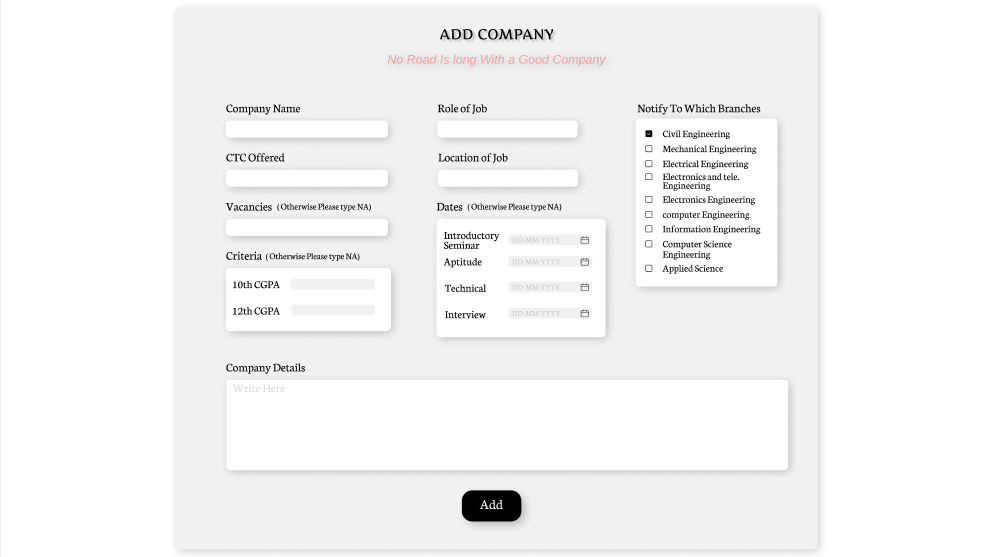 ADD COMPANY
No Road Is long With a Good Company
Company Name
Role of Job
Notify To Which Branches
Civil Engineering
Mechanical Engineering
Electrical Engineering
Electronics and tele.
Engineering
Electronics Engineering
computer Engineering
Information Engineering
Computer Science
Engineering
Applied Science
CTC Offered
Location of Job
Vacancies ( Otherwise Please type NA)
Dates ( Otherwise Please type NA)
Introductory
Seminar
DD-MM-YYYY
Aptitude DD-MM-YYYY
Technical DD-MM-YYYY
Interview DD-MM-YYYY
Criteria ( Otherwise Please type NA)
10th CGPA
12th CGPA
Company Details
Write Here
Add